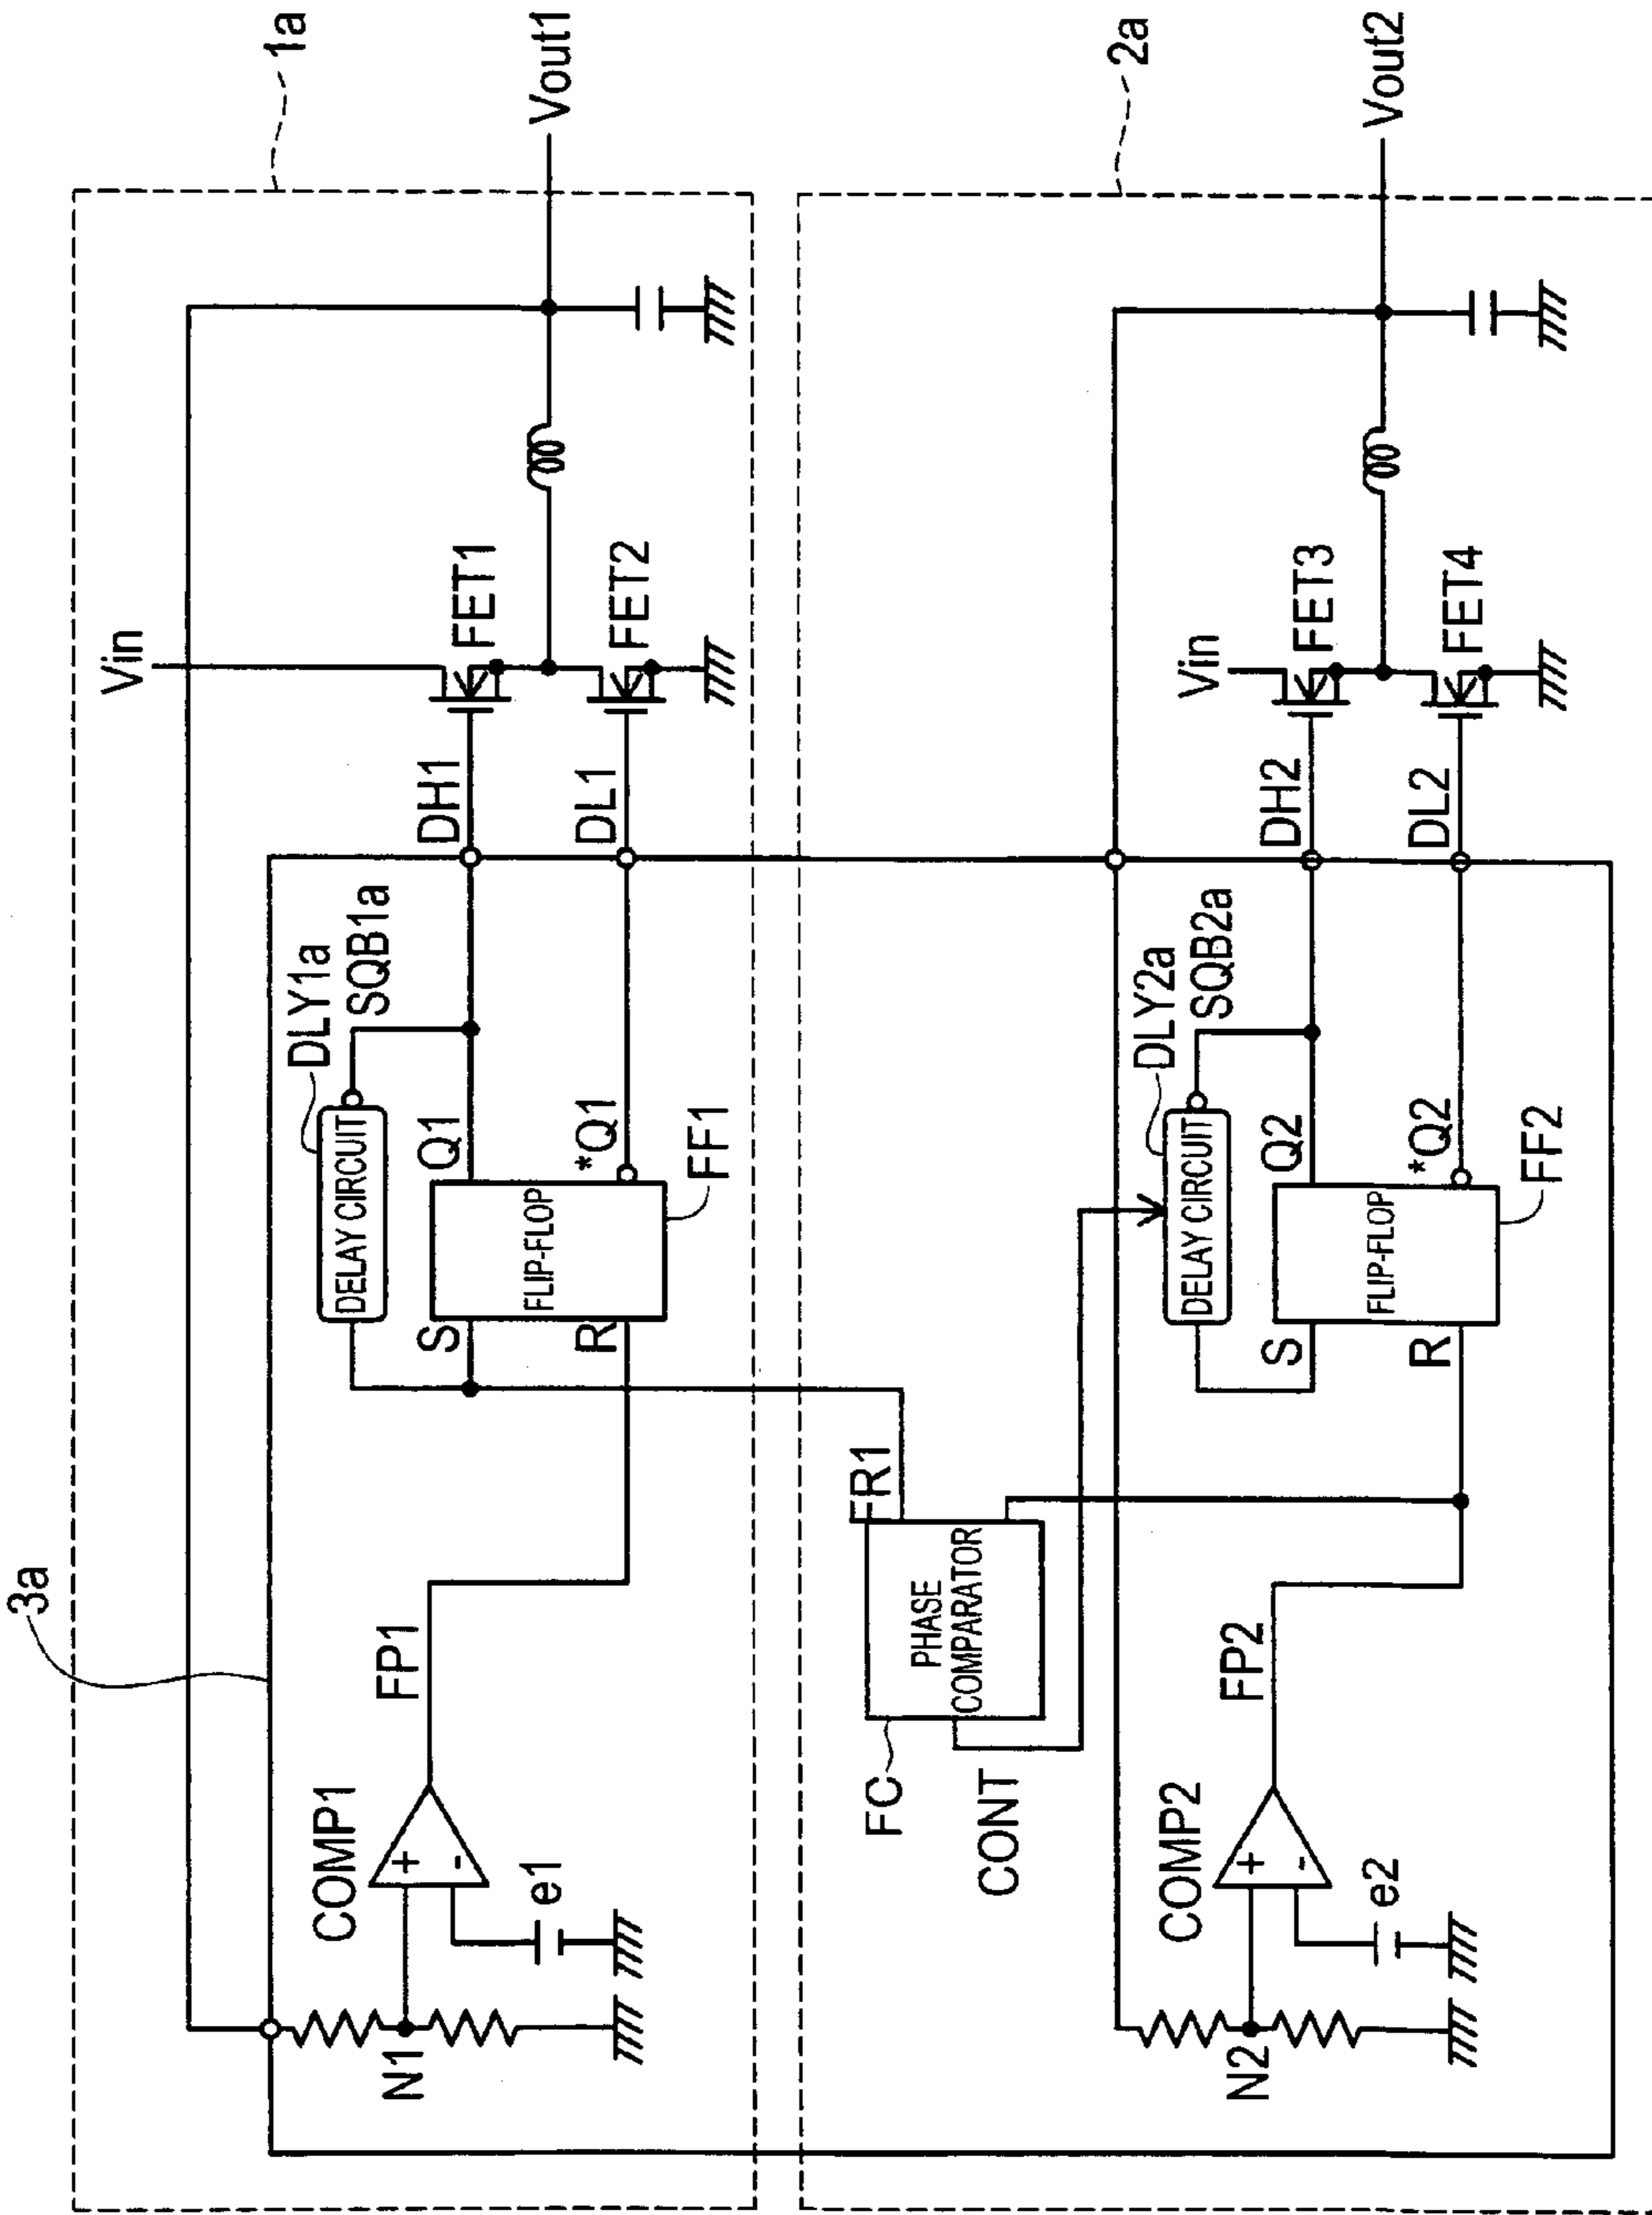 3a
1a
Vin
Vout1
DLY1a
SQB1a
DELAY CIRCUIT
DH1
FET1
COMP1
FP1
S
Q1
+
-
FLIP-FLOP
DL1
FET2
N1
e1
R
*Q1
FF1
2a
FR1
FC
PHASE
COMPARATOR
CONT
Vin
Vout2
DLY2a
SQB2a
DELAY CIRCUIT
DH2
FET3
COMP2
FP2
S
Q2
+
-
FLIP-FLOP
DL2
FET4
N2
e2
R
*Q2
FF2